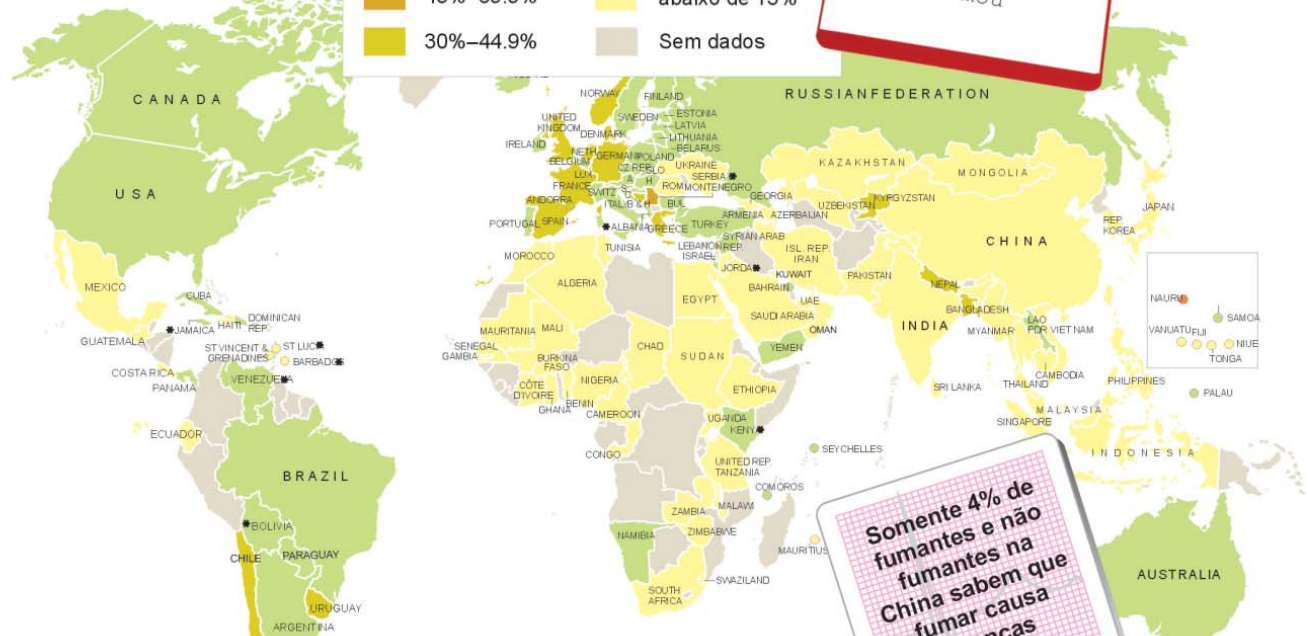 abaixo de 15%
30%–44.9%
Sem dados
CANADA
USA
MEXICO
CUBA
JAMAICA
HAITI
DOMINICAN
REP.
GUATEMALA
ST VINCENT &
GRENADINES
BARBADOS
COSTA RICA
PANAMA
VENEZUELA
ECUADOR
BRAZIL
BOLIVIA
CHILE
PARAGUAY
URUGUAY
ARGENTINA
NORWAY
FINLAND
SWEDEN
ESTONIA
LATVIA
LITHUANIA
BELARUS
UNITED
KINGDOM
DENMARK
IRELAND
NETH
BELGIUM
GERMANY
POLAND
UKRAINE
LUX
CZ REP
SLO
SERBIA
FRANCE
SWITZ
ROM
MONTENEGRO
ANDORRA
ITALY
B & H
BUL
GEORGIA
PORTUGAL
SPAIN
ALBANIA
GREECE
TURKEY
ARMENIA
AZERBAIJAN
TUNISIA
LEBANON
SYRIAN ARAB
REP.
ISRAEL
MOROCCO
JORDAN
ISL. REP.
IRAN
KUWAIT
BAHRAIN
UAE
SAUDI ARABIA
OMAN
YEMEN
ALGERIA
EGYPT
MAURITANIA
MALI
SENEGAL
GAMBIA
BURKINA
FASO
CHAD
SUDAN
NIGERIA
CÔTE
D'IVOIRE
GHANA
BENIN
CAMEROON
ETHIOPIA
UGANDA
KENYA
CONGO
UNITED REP.
TANZANIA
SEYCHELLES
COMOROS
ZAMBIA
MALAWI
ZIMBABWE
NAMIBIA
MAURITIUS
SWAZILAND
SOUTH
AFRICA
RUSSIAN FEDERATION
KAZAKHSTAN
MONGOLIA
UZBEKISTAN
KYRGYZSTAN
CHINA
JAPAN
REP.
KOREA
PAKISTAN
NEPAL
BANGLADESH
INDIA
MYANMAR
LAO
PDR
VIET NAM
SRI LANKA
THAILAND
CAMBODIA
PHILIPPINES
MALAYSIA
SINGAPORE
INDONESIA
NAURU
SAMOA
VANUATU
FIJI
NIUE
TONGA
PALAU
AUSTRALIA
Somente 4% de
fumantes e não
fumantes na
China sabem que
fumar causa